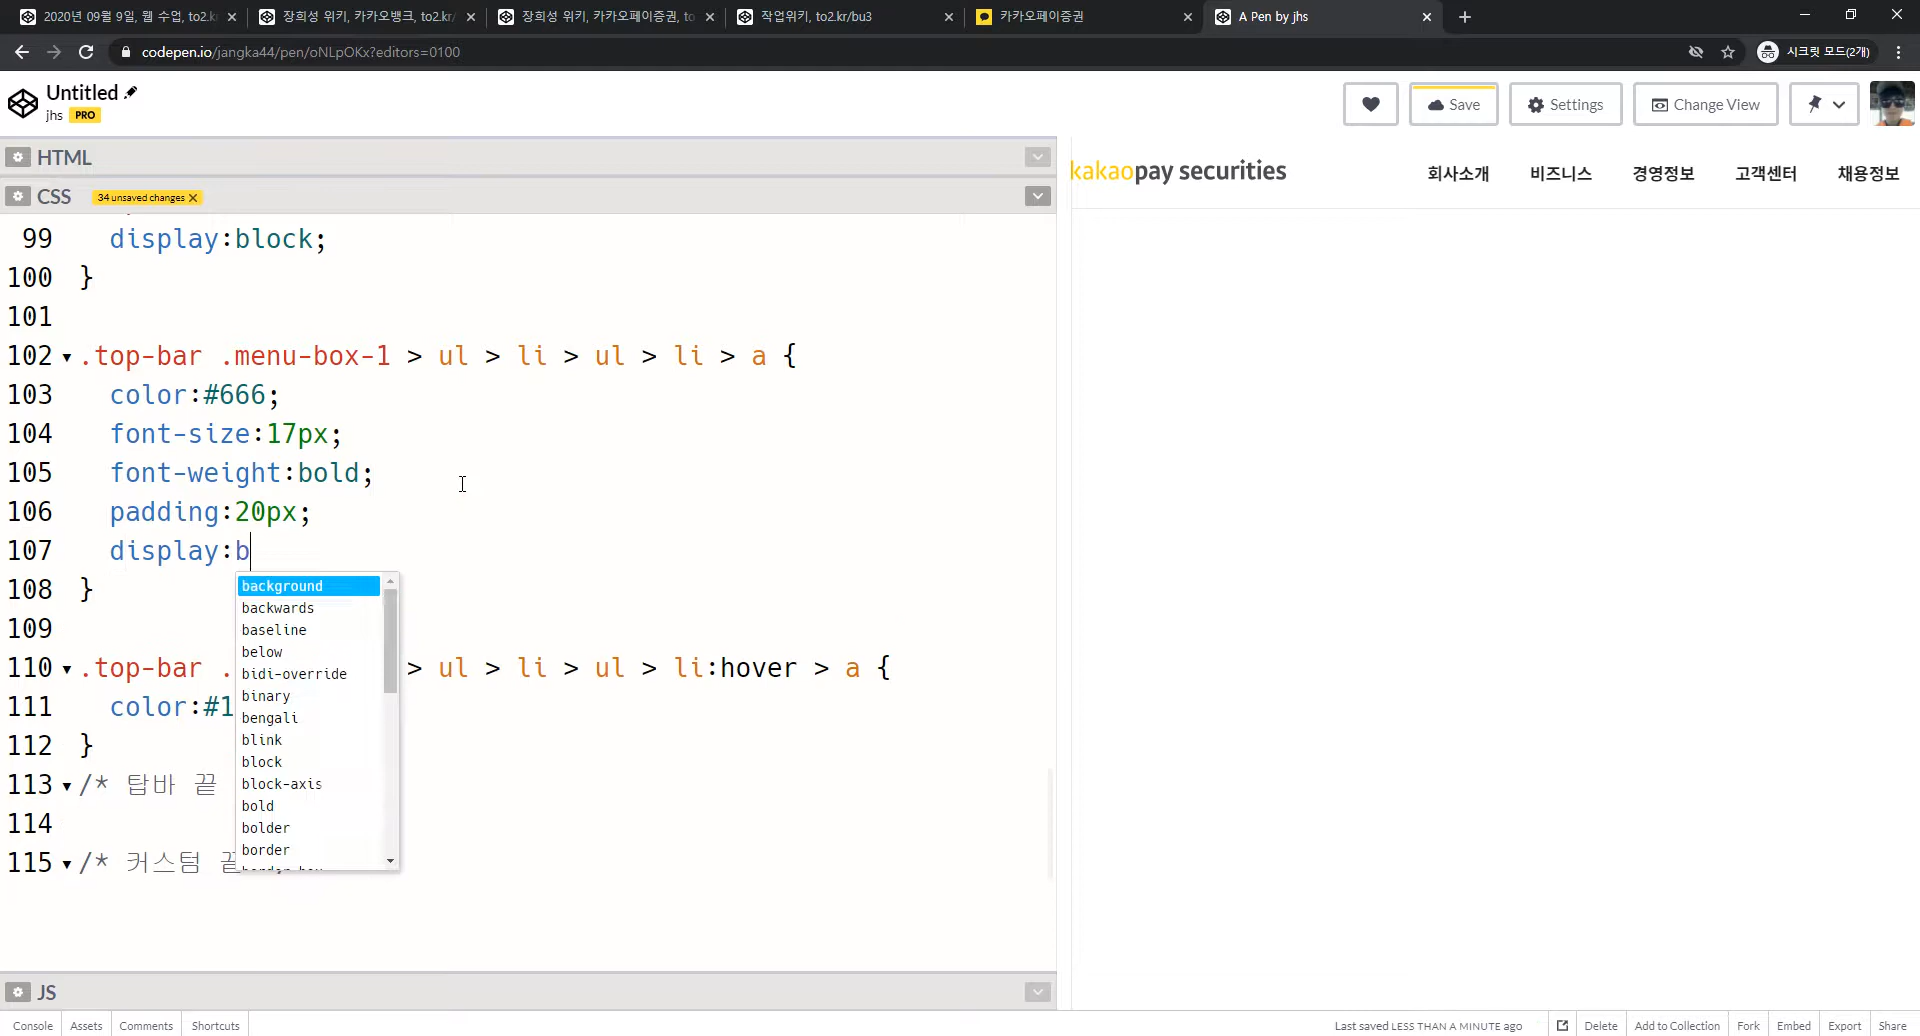 2020년 09월 9일, 웹 수업, to2.k
장희성 위키, 카카오뱅크, to2.kr/
장희성 위키, 카카오페이증권, to
작업위키, to2.kr/bu3
카카오페이증권
A Pen by jhs
codepen.io/jangka44/pen/oNLpOKx?editors=0100
시크릿 모드(2개)
Untitled
jhs PRO
Save
Settings
Change View
HTML
CSS
34 unsaved changes
kakaopay securities
회사소개
비즈니스
경영정보
고객센터
채용정보
99 display:block;
100 }
101
102 .top-bar .menu-box-1 > ul > li > ul > li > a {
103 color:#666;
104 font-size:17px;
105 font-weight:bold;
106 padding:20px;
107 display:b
108 }
109
110 .top-bar . > ul > li > ul > li:hover > a {
111 color:#1
112 }
113 /* 탑바 끝
114
115 /* 커스텀 끝
background
backwards
baseline
below
bidi-override
binary
bengali
blink
block
block-axis
bold
bolder
border
JS
Console
Assets
Comments
Shortcuts
Last saved LESS THAN A MINUTE ago
Delete
Add to Collection
Fork
Embed
Export
Share